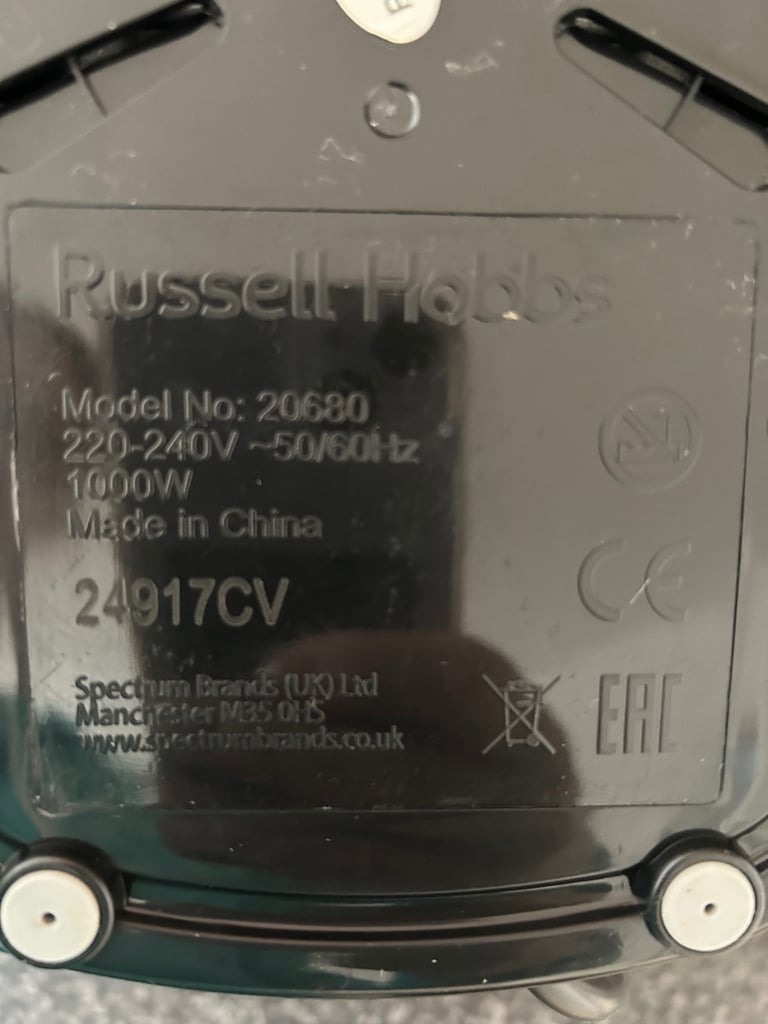 Russell Hobbs
Model No: 20680
220-240V ~50/60Hz
1000W
Made in China
24917CV
CE
Spectrum Brands (UK) Ltd
Manchester M35 0HS
www.spectrumbrands.co.uk
EAC